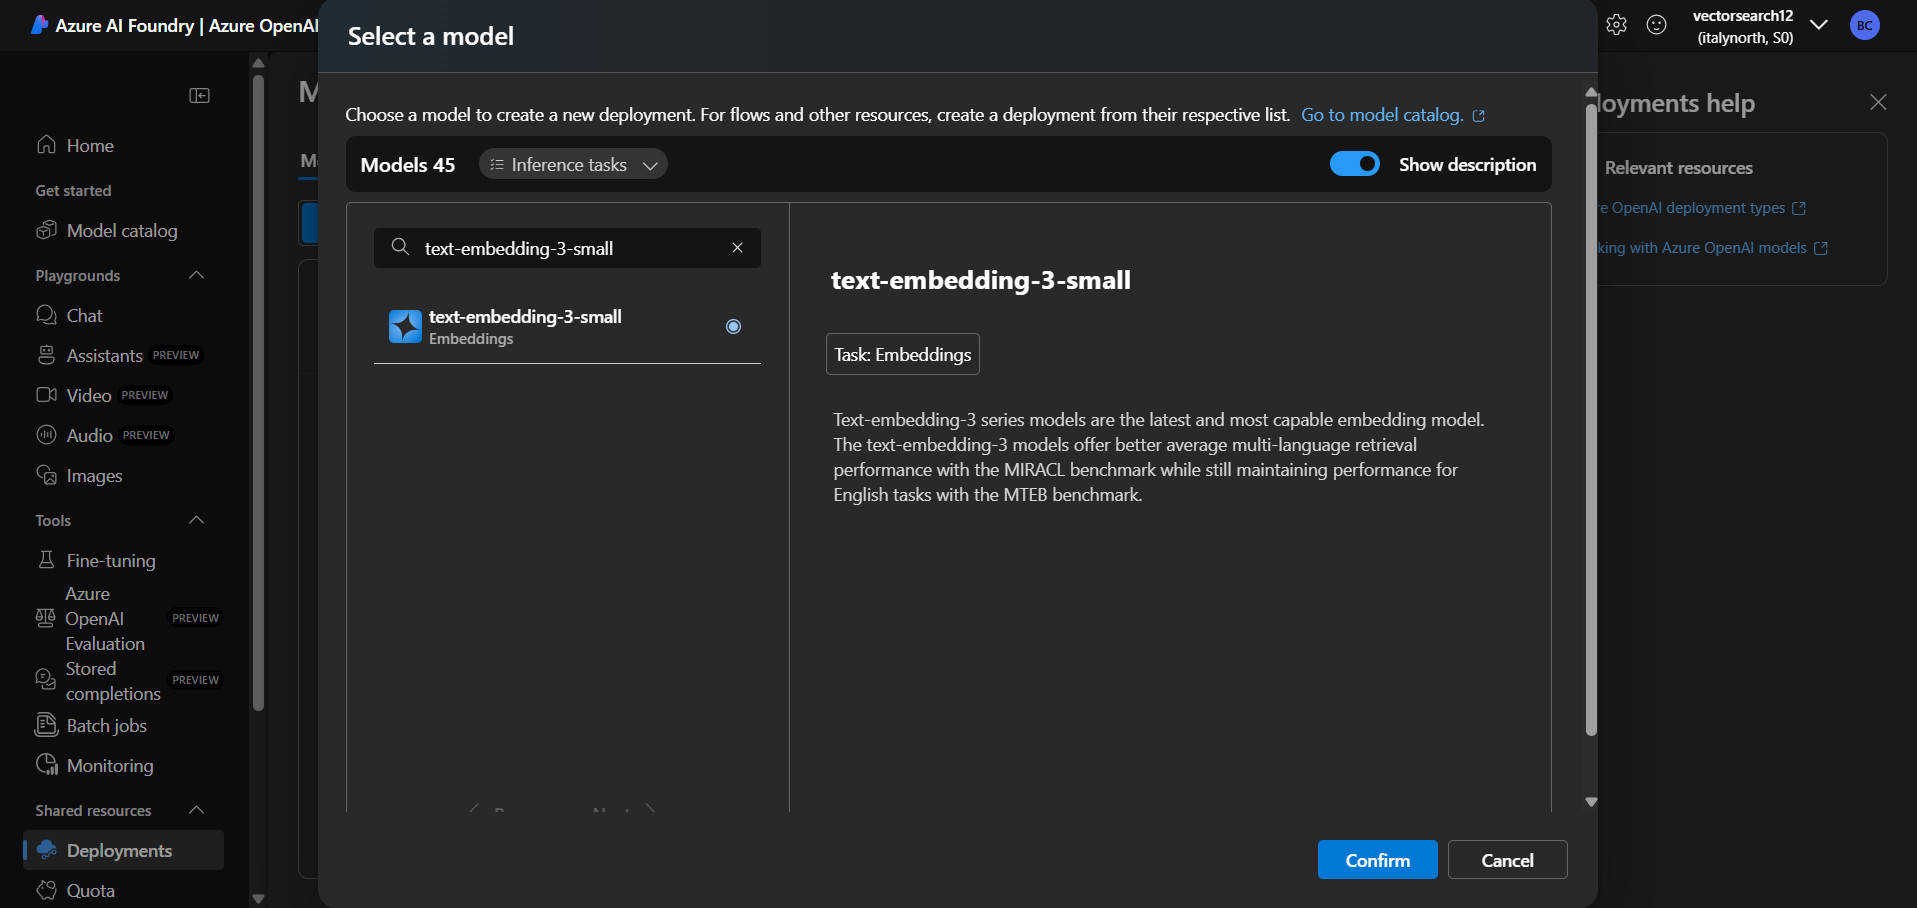 Azure AI Foundry | Azure OpenAI
vectorsearch12
(italynorth, S0)
BC
Home
Get started
Model catalog
Playgrounds
Chat
Assistants PREVIEW
Video PREVIEW
Audio PREVIEW
Images
Tools
Fine-tuning
Azure
OpenAI PREVIEW
Evaluation
Stored
completions PREVIEW
Batch jobs
Monitoring
Shared resources
Deployments
Quota
Select a model
Choose a model to create a new deployment. For flows and other resources, create a deployment from their respective list. Go to model catalog.
Models 45 Inference tasks Show description
text-embedding-3-small
text-embedding-3-small
Embeddings
text-embedding-3-small
Task: Embeddings
Text-embedding-3 series models are the latest and most capable embedding model.
The text-embedding-3 models offer better average multi-language retrieval
performance with the MIRACL benchmark while still maintaining performance for
English tasks with the MTEB benchmark.
Confirm Cancel
loyments help
Relevant resources
re OpenAI deployment types
king with Azure OpenAI models